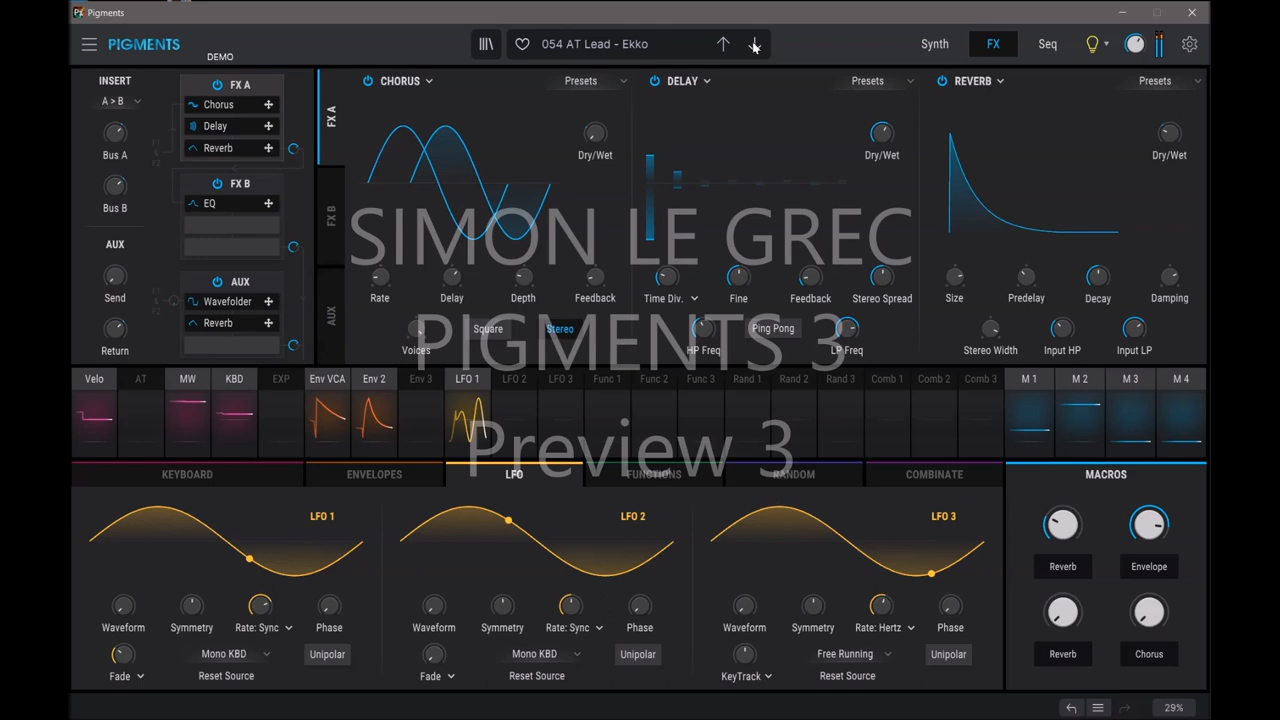 Pigments
PIGMENTS
DEMO
054 AT Lead - Ekko
Synth
FX
Seq
INSERT
A > B
Bus A
Bus B
AUX
Send
Return
FX A
Chorus
Delay
Reverb
FX B
EQ
AUX
Wavefolder
Reverb
FX A
FX B
AUX
CHORUS
Presets
Dry/Wet
Rate
Delay
Depth
Feedback
Voices
Square
Stereo
DELAY
Presets
Dry/Wet
Time Div.
Fine
Feedback
Stereo Spread
HP Freq
Ping Pong
LP Freq
REVERB
Presets
Dry/Wet
Size
Predelay
Decay
Damping
Stereo Width
Input HP
Input LP
SIMON LE GREC
PIGMENTS 3
Preview 3
Velo
AT
MW
KBD
EXP
Env VCA
Env 2
Env 3
LFO 1
LFO 2
LFO 3
Func 1
Func 2
Func 3
Rand 1
Rand 2
Rand 3
Comb 1
Comb 2
Comb 3
M 1
M 2
M 3
M 4
KEYBOARD
ENVELOPES
LFO
FUNCTIONS
RANDOM
COMBINATE
MACROS
LFO 1
Waveform
Symmetry
Rate: Sync
Phase
Fade
Mono KBD
Reset Source
Unipolar
LFO 2
Waveform
Symmetry
Rate: Sync
Phase
Fade
Mono KBD
Reset Source
Unipolar
LFO 3
Waveform
Symmetry
Rate: Hertz
Phase
KeyTrack
Free Running
Reset Source
Unipolar
Reverb
Envelope
Reverb
Chorus
29%